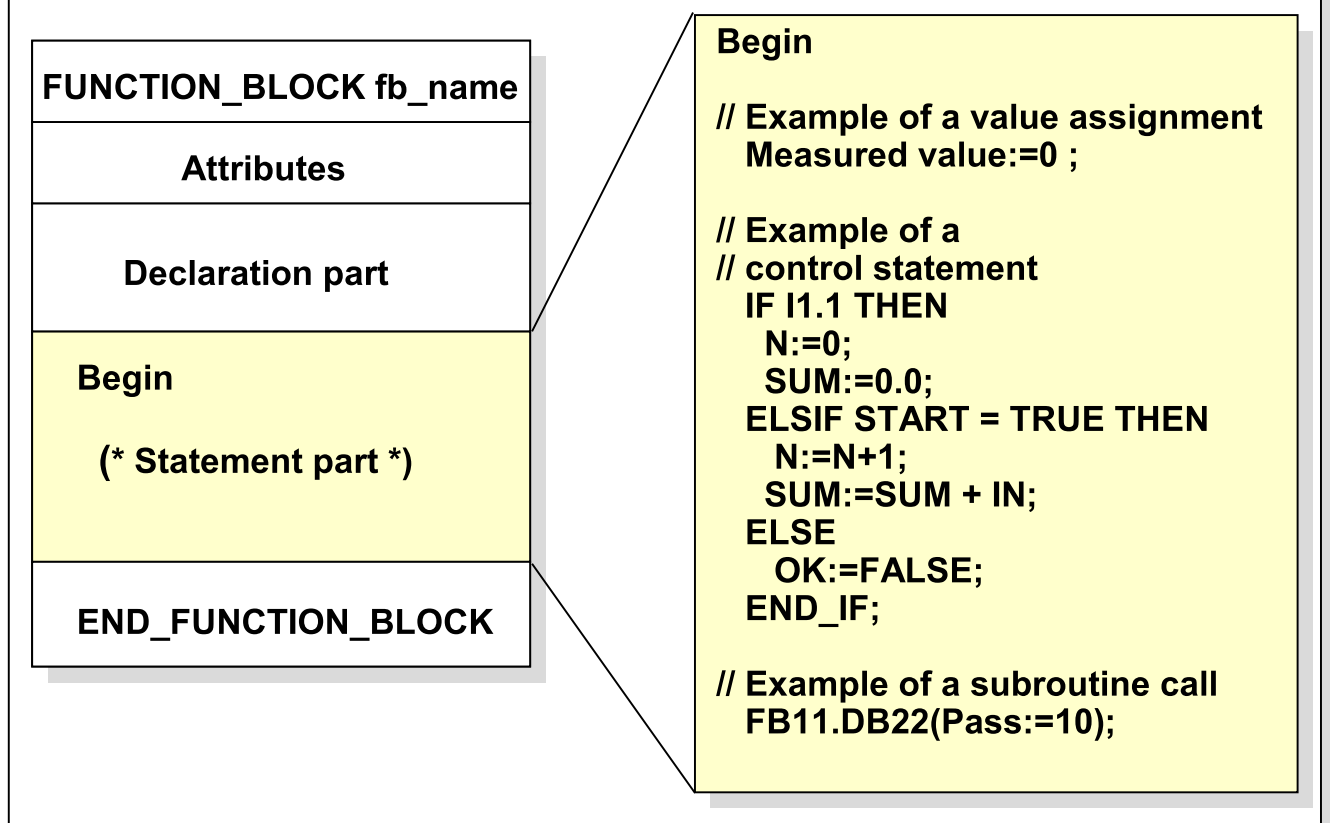 FUNCTION_BLOCK fb_name
Attributes
Declaration part
Begin
(* Statement part *)
END_FUNCTION_BLOCK
Begin
// Example of a value assignment
Measured value:=0 ;
// Example of a
// control statement
IF I1.1 THEN
N:=0;
SUM:=0.0;
ELSIF START = TRUE THEN
N:=N+1;
SUM:=SUM + IN;
ELSE
OK:=FALSE;
END_IF;
// Example of a subroutine call
FB11.DB22(Pass:=10);